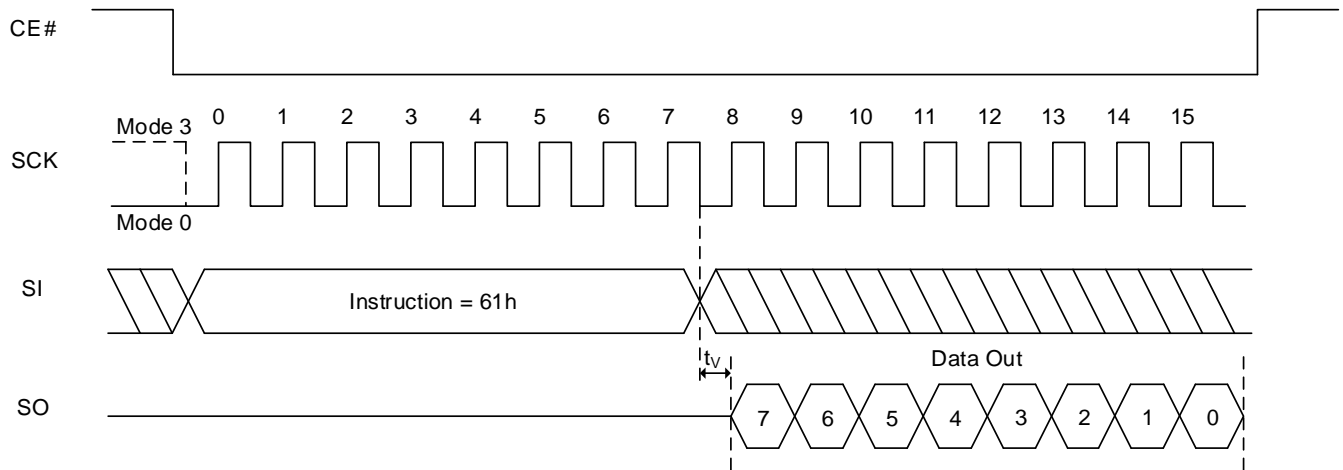 CE#
0 1 2 3 4 5 6 7 8 9 10 11 12 13 14 15
Mode 3
SCK
Mode 0
SI
Instruction = 61h
tV
Data Out
SO
7 6 5 4 3 2 1 0